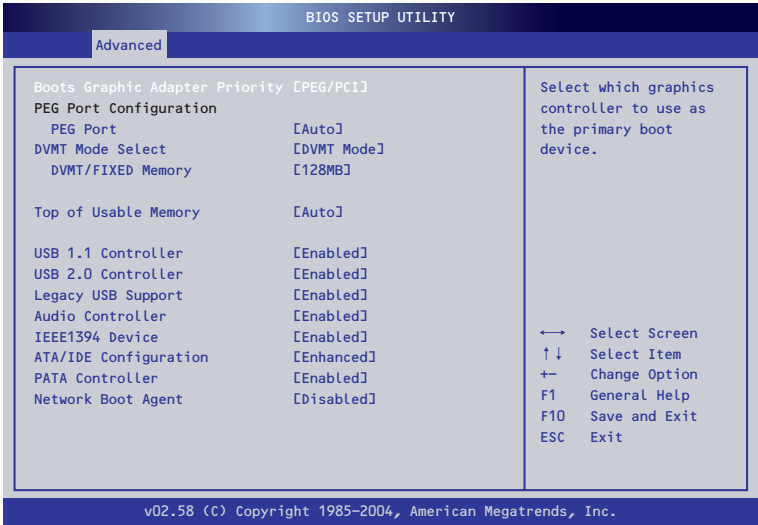 BIOS SETUP UTILITY
Advanced
Boots Graphic Adapter Priority [PEG/PCI]
PEG Port Configuration
PEG Port [Auto]
DVMT Mode Select [DVMT Mode]
DVMT/FIXED Memory [128MB]
Top of Usable Memory [Auto]
USB 1.1 Controller [Enabled]
USB 2.0 Controller [Enabled]
Legacy USB Support [Enabled]
Audio Controller [Enabled]
IEEE1394 Device [Enabled]
ATA/IDE Configuration [Enhanced]
PATA Controller [Enabled]
Network Boot Agent [Disabled]
Select which graphics
controller to use as
the primary boot
device.
←→ Select Screen
↑↓ Select Item
+- Change Option
F1 General Help
F10 Save and Exit
ESC Exit
v02.58 (C) Copyright 1985-2004, American Megatrends, Inc.